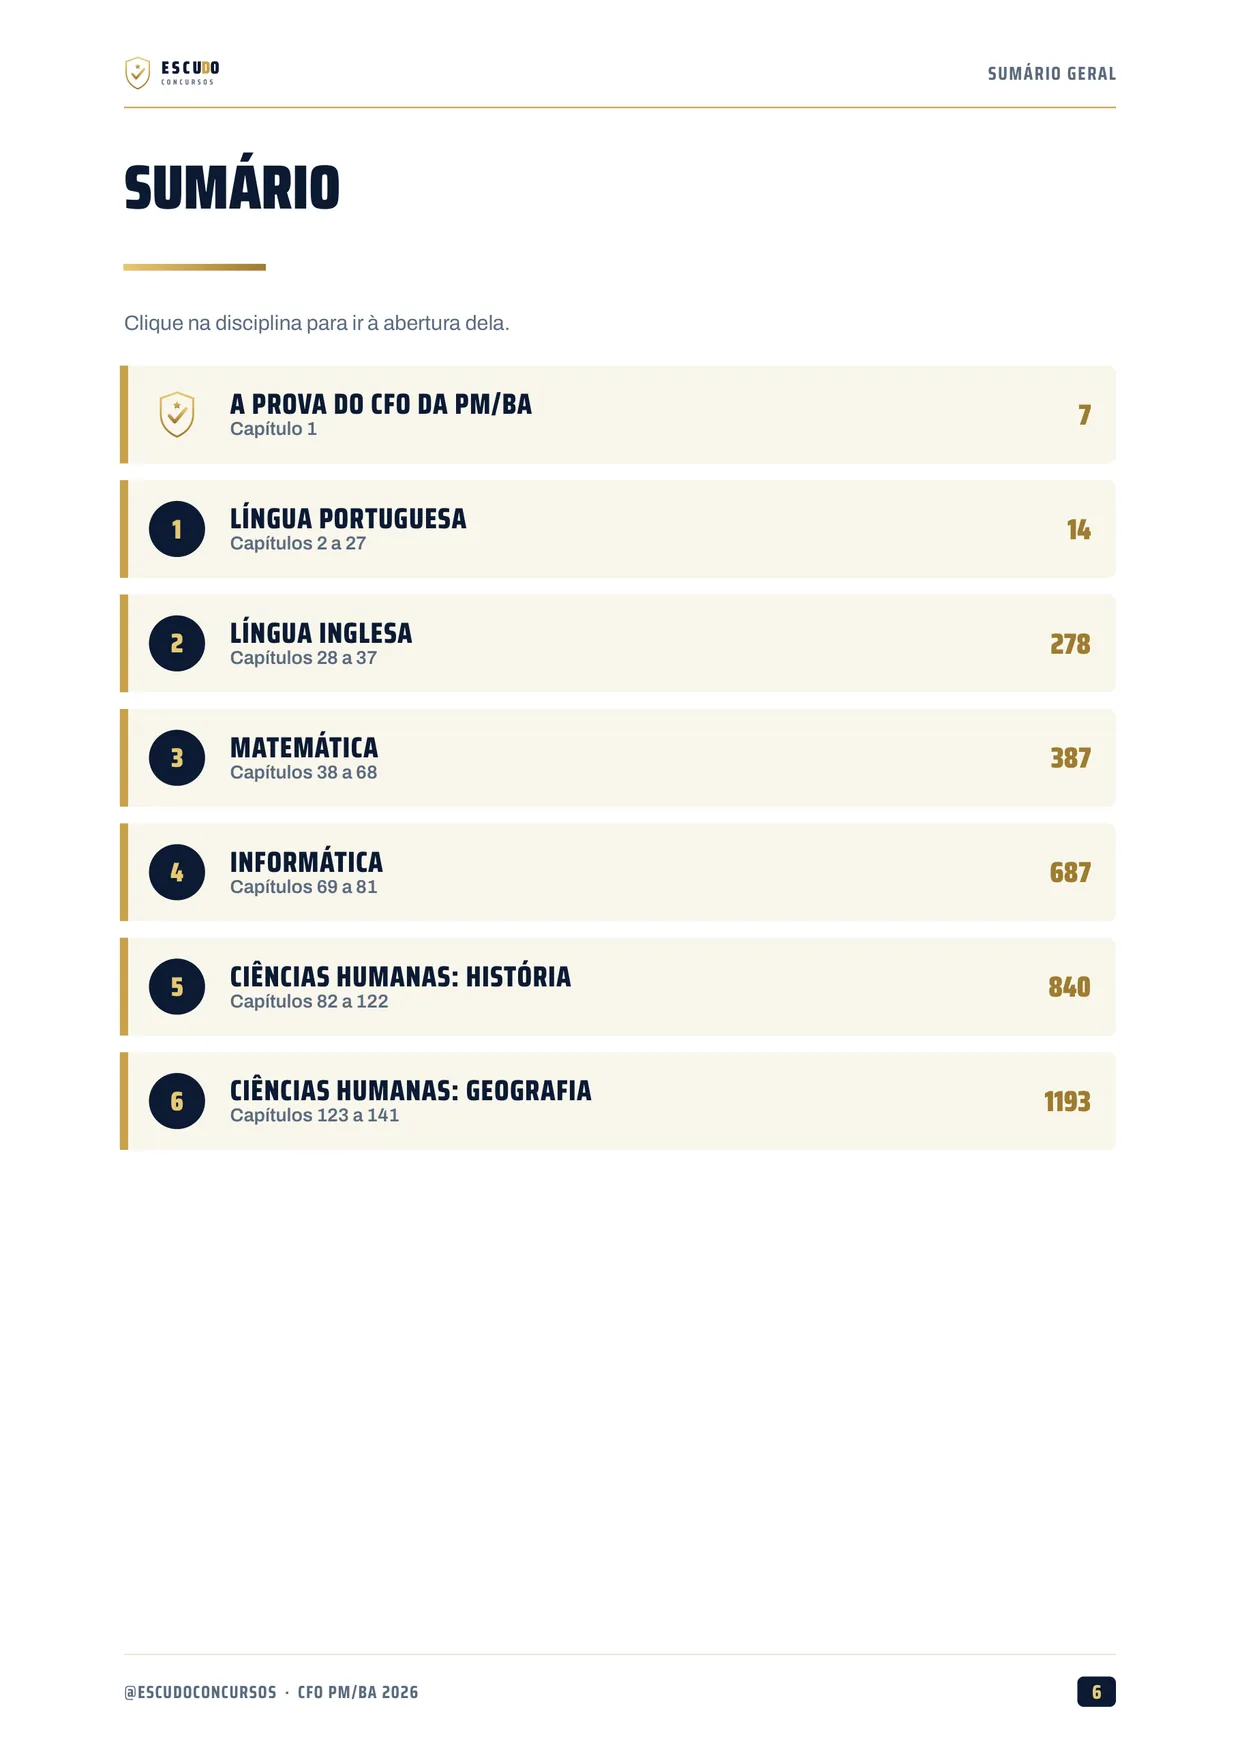 ESCUDO
CONCURSOS
SUMÁRIO GERAL
SUMÁRIO
Clique na disciplina para ir à abertura dela.
A PROVA DO CFO DA PM/BA
Capítulo 1
7
1
LÍNGUA PORTUGUESA
Capítulos 2 a 27
14
2
LÍNGUA INGLESA
Capítulos 28 a 37
278
3
MATEMÁTICA
Capítulos 38 a 68
387
4
INFORMÁTICA
Capítulos 69 a 81
687
5
CIÊNCIAS HUMANAS: HISTÓRIA
Capítulos 82 a 122
840
6
CIÊNCIAS HUMANAS: GEOGRAFIA
Capítulos 123 a 141
1193
@ESCUDOCONCURSOS · CFO PM/BA 2026
6